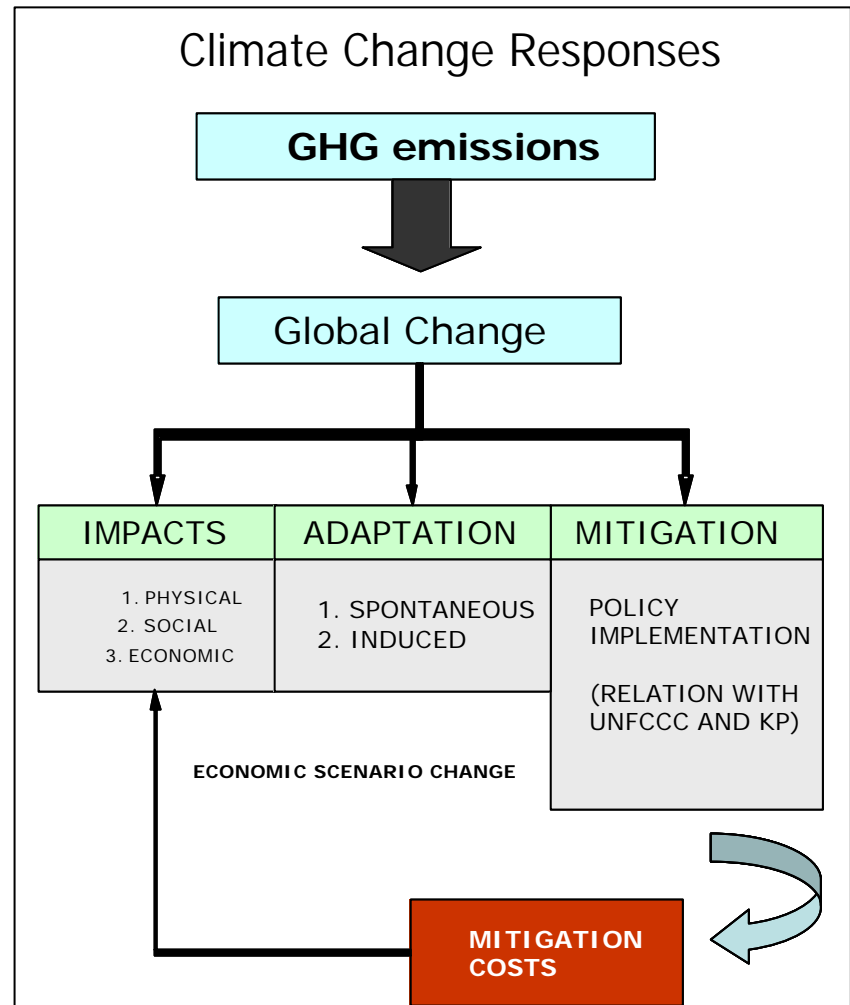 Climate Change Responses
GHG emissions
Global Change
IMPACTS
1. PHYSICAL
2. SOCIAL
3. ECONOMIC
ADAPTATION
1. SPONTANEOUS
2. INDUCED
MITIGATION
POLICY
IMPLEMENTATION
(RELATION WITH
UNFCCC AND KP)
ECONOMIC SCENARIO CHANGE
MITIGATION
COSTS